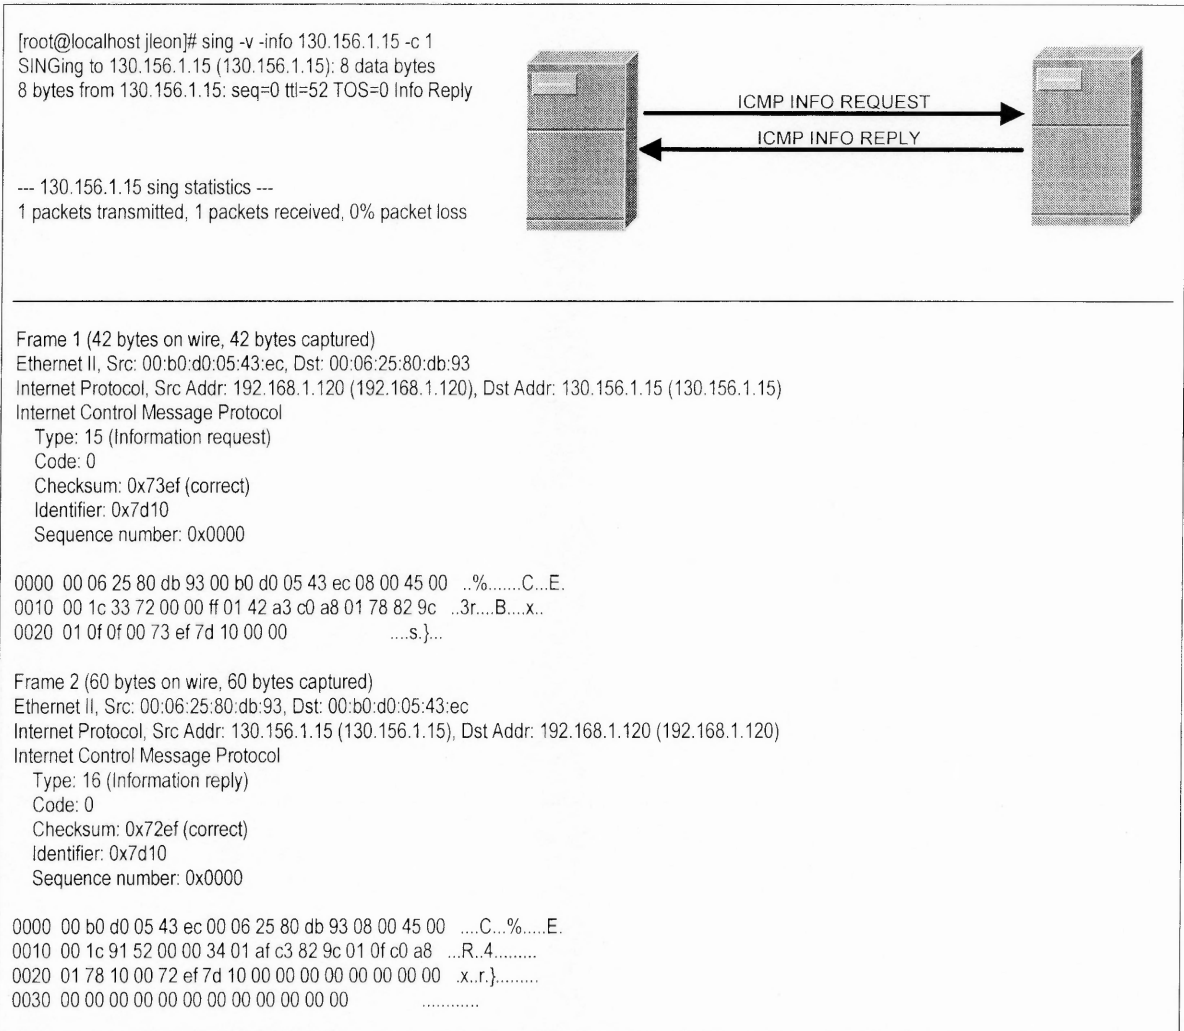 [root@localhost jleon]# sing -v -info 130.156.1.15 -c 1
SINGing to 130.156.1.15 (130.156.1.15): 8 data bytes
8 bytes from 130.156.1.15: seq=0 ttl=52 TOS=0 Info Reply
--- 130.156.1.15 sing statistics ---
1 packets transmitted, 1 packets received, 0% packet loss
ICMP INFO REQUEST
ICMP INFO REPLY
Frame 1 (42 bytes on wire, 42 bytes captured)
Ethernet II, Src: 00:b0:d0:05:43:ec, Dst: 00:06:25:80:db:93
Internet Protocol, Src Addr: 192.168.1.120 (192.168.1.120), Dst Addr: 130.156.1.15 (130.156.1.15)
Internet Control Message Protocol
Type: 15 (Information request)
Code: 0
Checksum: 0x73ef (correct)
Identifier: 0x7d10
Sequence number: 0x0000
0000 00 06 25 80 db 93 00 b0 d0 05 43 ec 08 00 45 00 ..%.......C...E.
0010 00 1c 33 72 00 00 ff 01 42 a3 c0 a8 01 78 82 9c ..3r....B....x..
0020 01 0f 0f 00 73 ef 7d 10 00 00 ....s.}...
Frame 2 (60 bytes on wire, 60 bytes captured)
Ethernet II, Src: 00:06:25:80:db:93, Dst: 00:b0:d0:05:43:ec
Internet Protocol, Src Addr: 130.156.1.15 (130.156.1.15), Dst Addr: 192.168.1.120 (192.168.1.120)
Internet Control Message Protocol
Type: 16 (Information reply)
Code: 0
Checksum: 0x72ef (correct)
Identifier: 0x7d10
Sequence number: 0x0000
0000 00 b0 d0 05 43 ec 00 06 25 80 db 93 08 00 45 00 ....C...%.....E.
0010 00 1c 91 52 00 00 34 01 af c3 82 9c 01 0f c0 a8 ...R..4.........
0020 01 78 10 00 72 ef 7d 10 00 00 00 00 00 00 00 00 .x..r.}.........
0030 00 00 00 00 00 00 00 00 00 00 00 00 ............